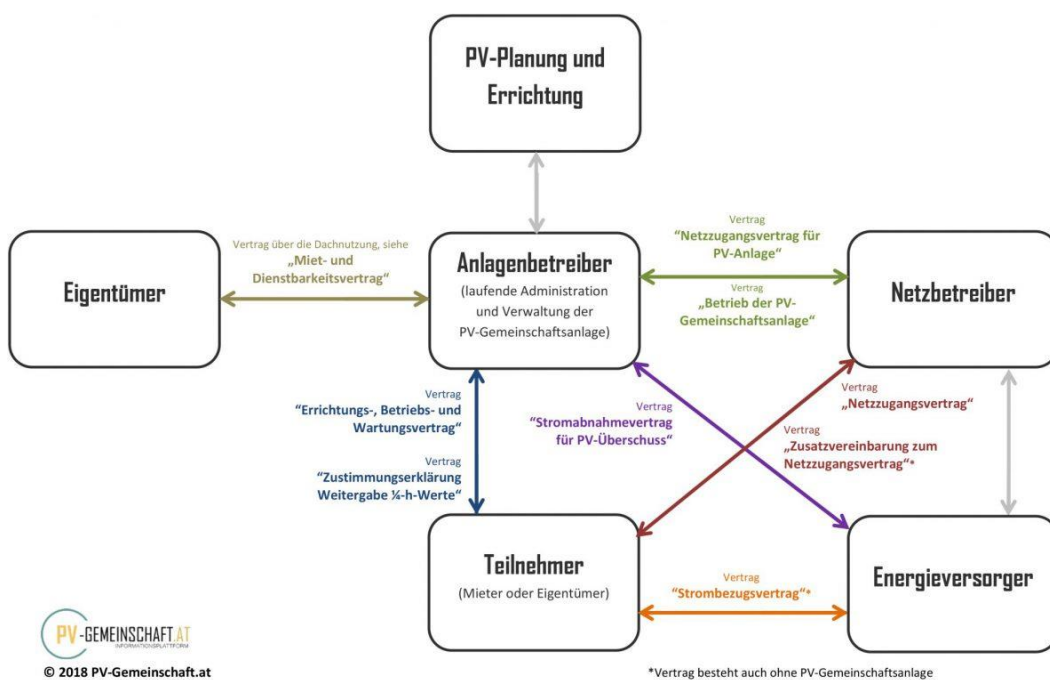 PV-Planung und
Errichtung
Vertrag über die Dachnutzung, siehe
„Miet- und
Dienstbarkeitsvertrag“
Eigentümer
Anlagenbetreiber
(laufende Administration
und Verwaltung der
PV-Gemeinschaftsanlage)
Vertrag
“Netzzugangsvertrag für
PV-Anlage“
Vertrag
„Betrieb der PV-
Gemeinschaftsanlage“
Netzbetreiber
Vertrag
“Errichtungs-, Betriebs- und
Wartungsvertrag“
Vertrag
“Zustimmungserklärung
Weitergabe ¼-h-Werte“
Vertrag
“Stromabnahmevertrag
für PV-Überschuss“
Vertrag
„Netzzugangsvertrag“
Vertrag
„Zusatzvereinbarung zum
Netzzugangsvertrag“*
Teilnehmer
(Mieter oder Eigentümer)
Vertrag
“Strombezugsvertrag“*
Energieversorger
PV-GEMEINSCHAFT.AT
INFORMATIONSPLATTFORM
© 2018 PV-Gemeinschaft.at
*Vertrag besteht auch ohne PV-Gemeinschaftsanlage